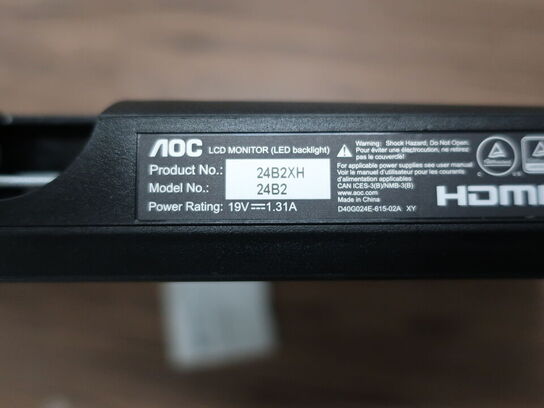 AOC LCD MONITOR (LED backlight)
Product No.: 24B2XH
Model No.: 24B2
Power Rating: 19V⎓1.31A
Warning: Shock Hazard, Do Not Open.
Pour éviter une électrocution, ne retirez
pas le couvercle.
For applicable power supplies see user manual
Voir le manuel d'utilisateur pour les blocs
d'alimentation applicables
CAN ICES-3(B)/NMB-3(B)
www.aoc.com
Made in China
D40G024E-615-02A XY
HDMI